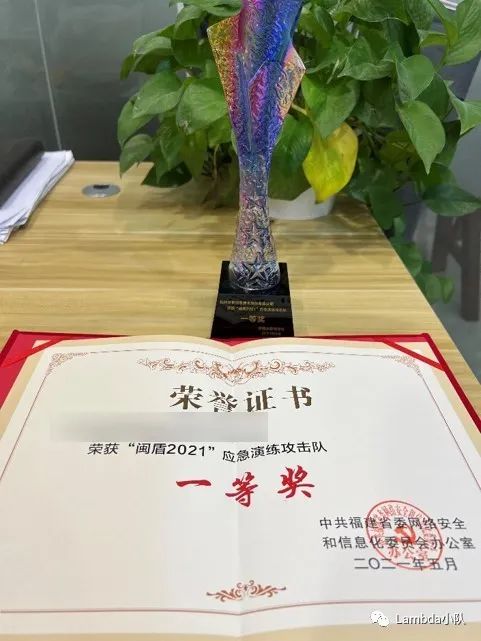 一等奖
荣誉证书
荣获“闽盾2021”应急演练攻击队
一等奖
中共福建省委网络安全
和信息化委员会办公室
二〇二一年五月
Lambda小队